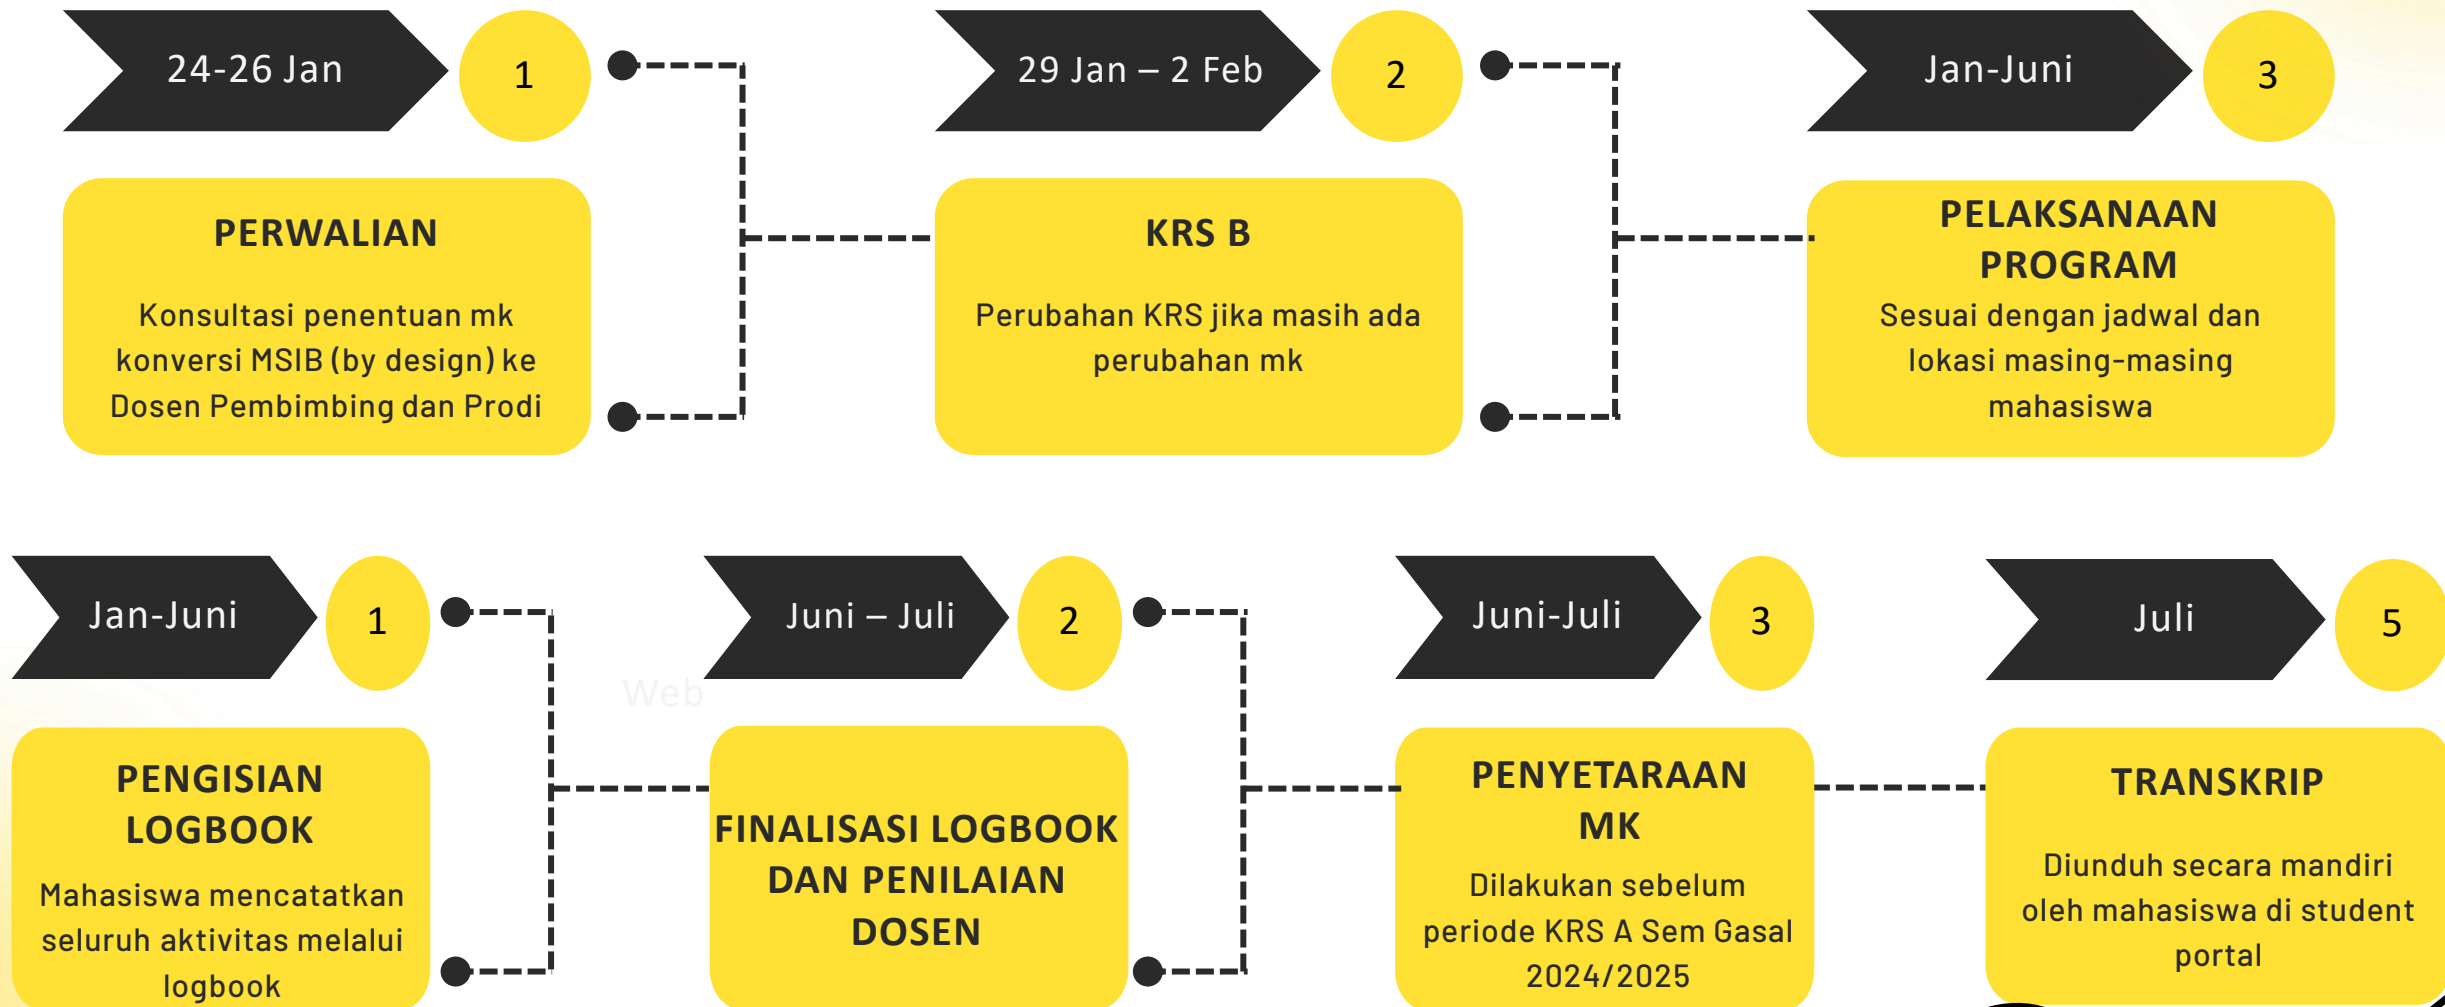 24-26 Jan
1
29 Jan – 2 Feb
2
Jan-Juni
3
PERWALIAN
Konsultasi penentuan mk
konversi MSIB (by design) ke
Dosen Pembimbing dan Prodi
KRS B
Perubahan KRS jika masih ada
perubahan mk
PELAKSANAAN
PROGRAM
Sesuai dengan jadwal dan
lokasi masing-masing
mahasiswa
Jan-Juni
1
Juni – Juli
2
Juni-Juli
3
Juli
5
Web
PENGISIAN
LOGBOOK
Mahasiswa mencatatkan
seluruh aktivitas melalui
logbook
FINALISASI LOGBOOK
DAN PENILAIAN
DOSEN
PENYETARAAN
MK
Dilakukan sebelum
periode KRS A Sem Gasal
2024/2025
TRANSKRIP
Diunduh secara mandiri
oleh mahasiswa di student
portal